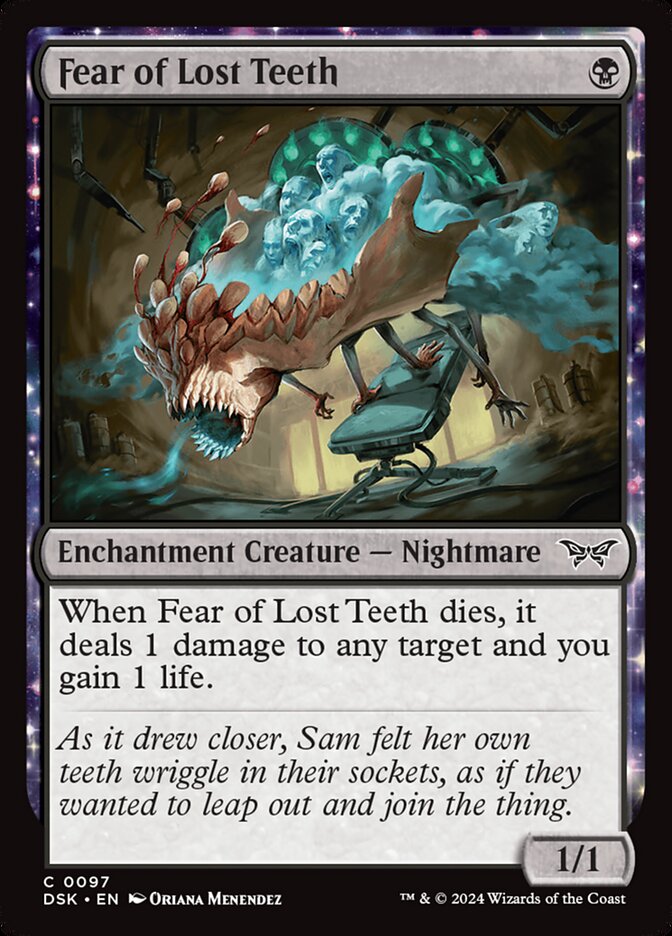 Fear of Lost Teeth
Enchantment Creature — Nightmare
When Fear of Lost Teeth dies, it
deals 1 damage to any target and you
gain 1 life.
As it drew closer, Sam felt her own
teeth wriggle in their sockets, as if they
wanted to leap out and join the thing.
1/1
C 0097
DSK • EN Oriana Menendez
™ & © 2024 Wizards of the Coast